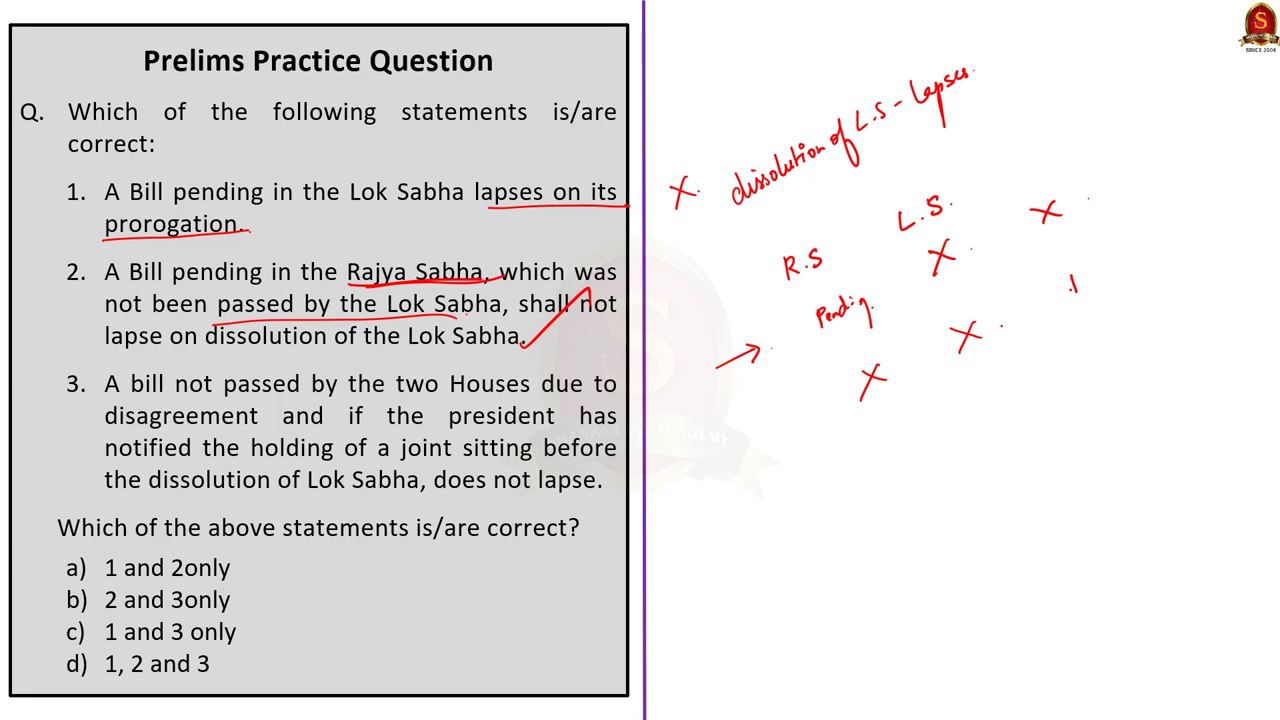 Prelims Practice Question
Q. Which of the following statements is/are
correct:
1. A Bill pending in the Lok Sabha lapses on its
prorogation.
2. A Bill pending in the Rajya Sabha, which was
not been passed by the Lok Sabha, shall not
lapse on dissolution of the Lok Sabha.
3. A bill not passed by the two Houses due to
disagreement and if the president has
notified the holding of a joint sitting before
the dissolution of Lok Sabha, does not lapse.
Which of the above statements is/are correct?
a) 1 and 2only
b) 2 and 3only
c) 1 and 3 only
d) 1, 2 and 3
S
SINCE 2004
X. dissolution of L.S - Lapses.
R.S L.S. X
X
Pending.
X
X
ACADEMY